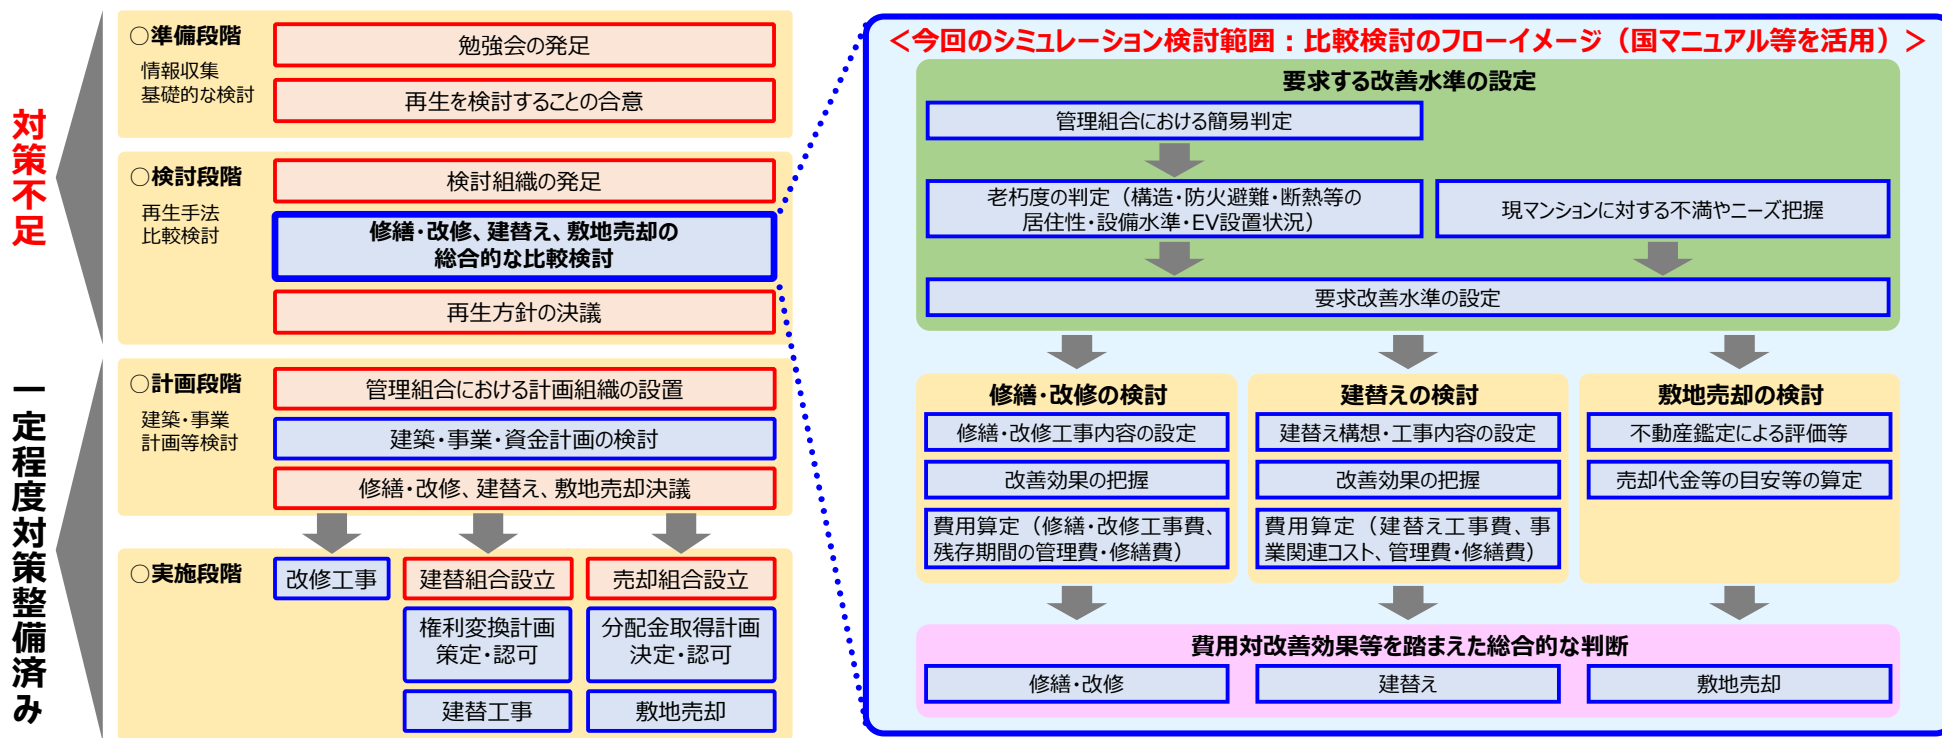 対策不足
一定程度対策整備済み
○準備段階
情報収集
基礎的な検討
勉強会の発足
再生を検討することの合意
○検討段階
再生手法
比較検討
検討組織の発足
修繕・改修、建替え、敷地売却の
総合的な比較検討
再生方針の決議
○計画段階
建築・事業
計画等検討
管理組合における計画組織の設置
建築・事業・資金計画の検討
修繕・改修、建替え、敷地売却決議
○実施段階
改修工事
建替組合設立
売却組合設立
権利変換計画
策定・認可
分配金取得計画
決定・認可
建替工事
敷地売却
＜今回のシミュレーション検討範囲：比較検討のフローイメージ（国マニュアル等を活用）＞
要求する改善水準の設定
管理組合における簡易判定
老朽度の判定（構造・防火避難・断熱等の
居住性・設備水準・EV設置状況）
現マンションに対する不満やニーズ把握
要求改善水準の設定
修繕・改修の検討
修繕・改修工事内容の設定
改善効果の把握
費用算定（修繕・改修工事費、
残存期間の管理費・修繕費）
建替えの検討
建替え構想・工事内容の設定
改善効果の把握
費用算定（建替え工事費、事
業関連コスト、管理費・修繕費）
敷地売却の検討
不動産鑑定による評価等
売却代金等の目安等の算定
費用対改善効果等を踏まえた総合的な判断
修繕・改修
建替え
敷地売却